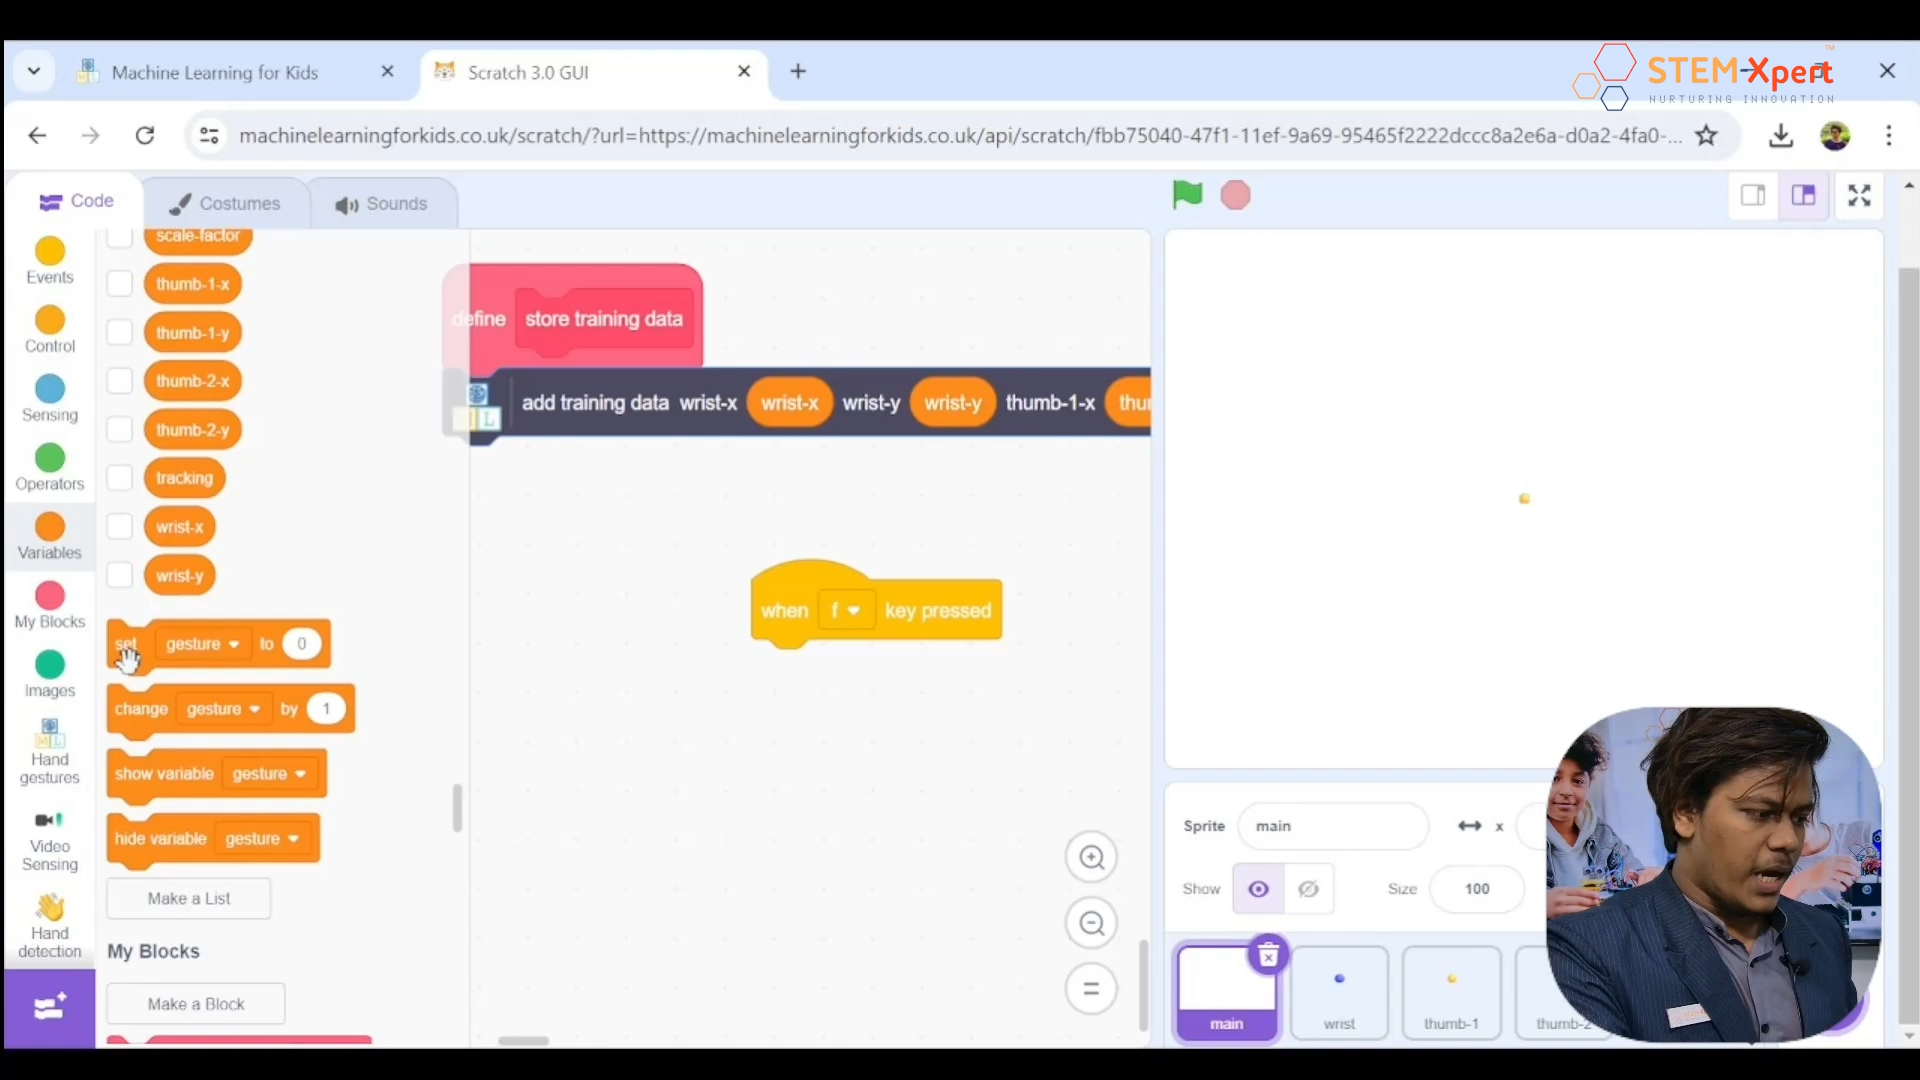 Machine Learning for Kids
Scratch 3.0 GUI
STEM-Xpert
TM
NURTURING INNOVATION
machinelearningforkids.co.uk/scratch/?url=https://machinelearningforkids.co.uk/api/scratch/fbb75040-47f1-11ef-9a69-95465f2222dccc8a2e6a-d0a2-4fa0-...
Code
Costumes
Sounds
Events
Control
Sensing
Operators
Variables
My Blocks
Images
Hand
gestures
Video
Sensing
Hand
detection
scale-factor
thumb-1-x
thumb-1-y
thumb-2-x
thumb-2-y
tracking
wrist-x
wrist-y
set gesture to 0
change gesture by 1
show variable gesture
hide variable gesture
Make a List
My Blocks
Make a Block
define store training data
add training data wrist-x wrist-x wrist-y wrist-y thumb-1-x thu
when f key pressed
Sprite main x
Show Size 100
main
wrist
thumb-1
thumb-2